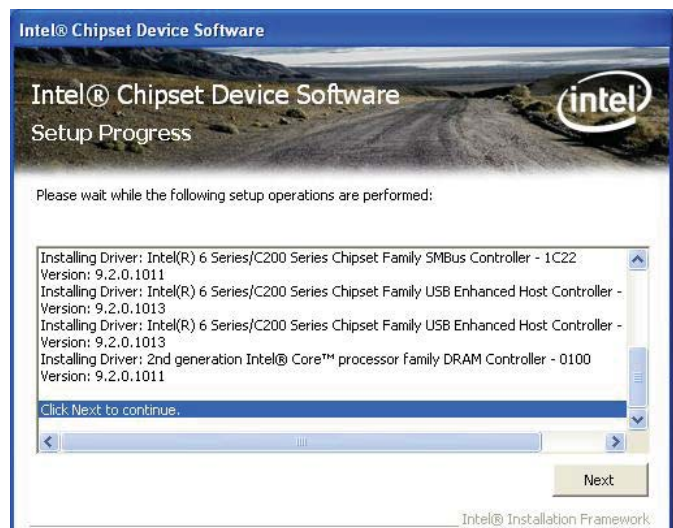 Intel® Chipset Device Software
Intel® Chipset Device Software
intel
Setup Progress
Please wait while the following setup operations are performed:
Installing Driver: Intel(R) 6 Series/C200 Series Chipset Family SMBus Controller - 1C22
Version: 9.2.0.1011
Installing Driver: Intel(R) 6 Series/C200 Series Chipset Family USB Enhanced Host Controller -
Version: 9.2.0.1013
Installing Driver: Intel(R) 6 Series/C200 Series Chipset Family USB Enhanced Host Controller -
Version: 9.2.0.1013
Installing Driver: 2nd generation Intel® Core™ processor family DRAM Controller - 0100
Version: 9.2.0.1011
Click Next to continue.
Next
Intel® Installation Framework